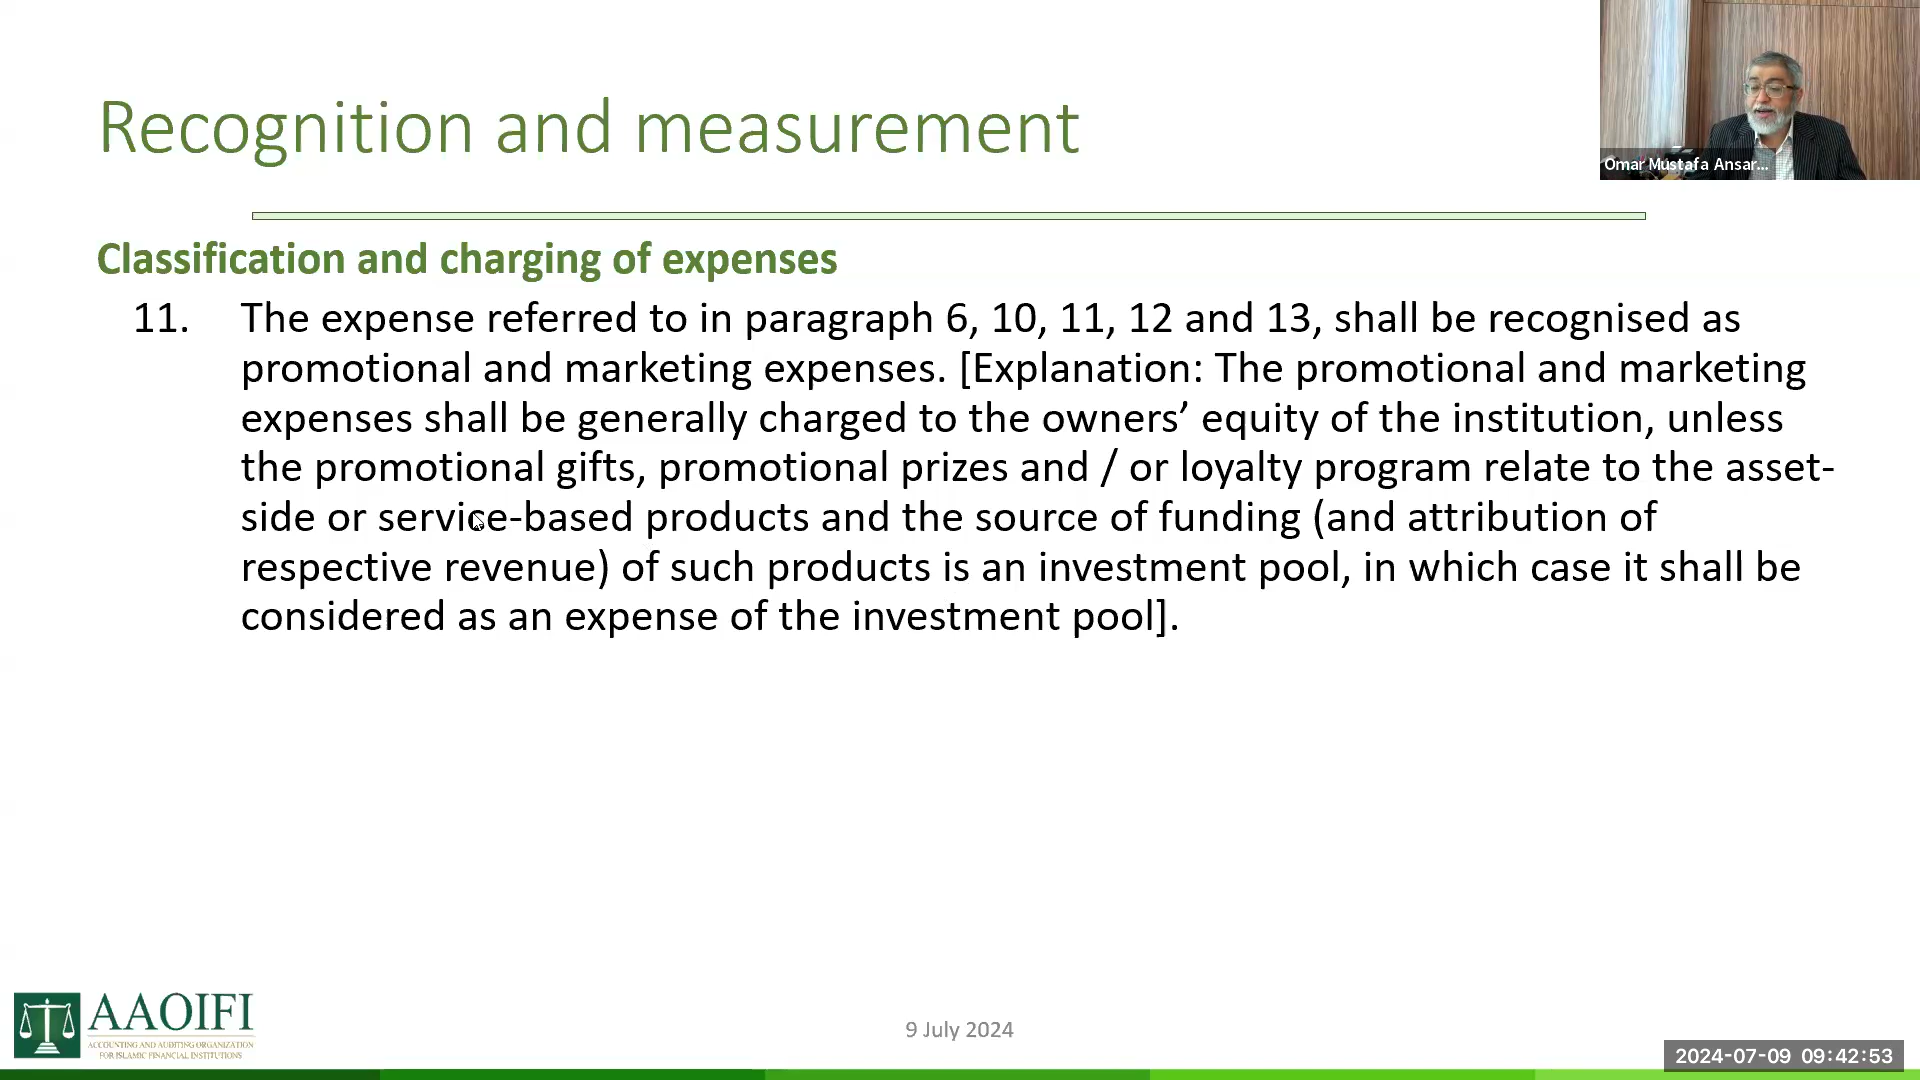 Recognition and measurement
Omar Mustafa Ansar...
Classification and charging of expenses
11. The expense referred to in paragraph 6, 10, 11, 12 and 13, shall be recognised as
promotional and marketing expenses. [Explanation: The promotional and marketing
expenses shall be generally charged to the owners’ equity of the institution, unless
the promotional gifts, promotional prizes and / or loyalty program relate to the asset-
side or service-based products and the source of funding (and attribution of
respective revenue) of such products is an investment pool, in which case it shall be
considered as an expense of the investment pool].
AAOIFI
ACCOUNTING AND AUDITING ORGANIZATION
FOR ISLAMIC FINANCIAL INSTITUTIONS
9 July 2024
2024-07-09 09:42:53